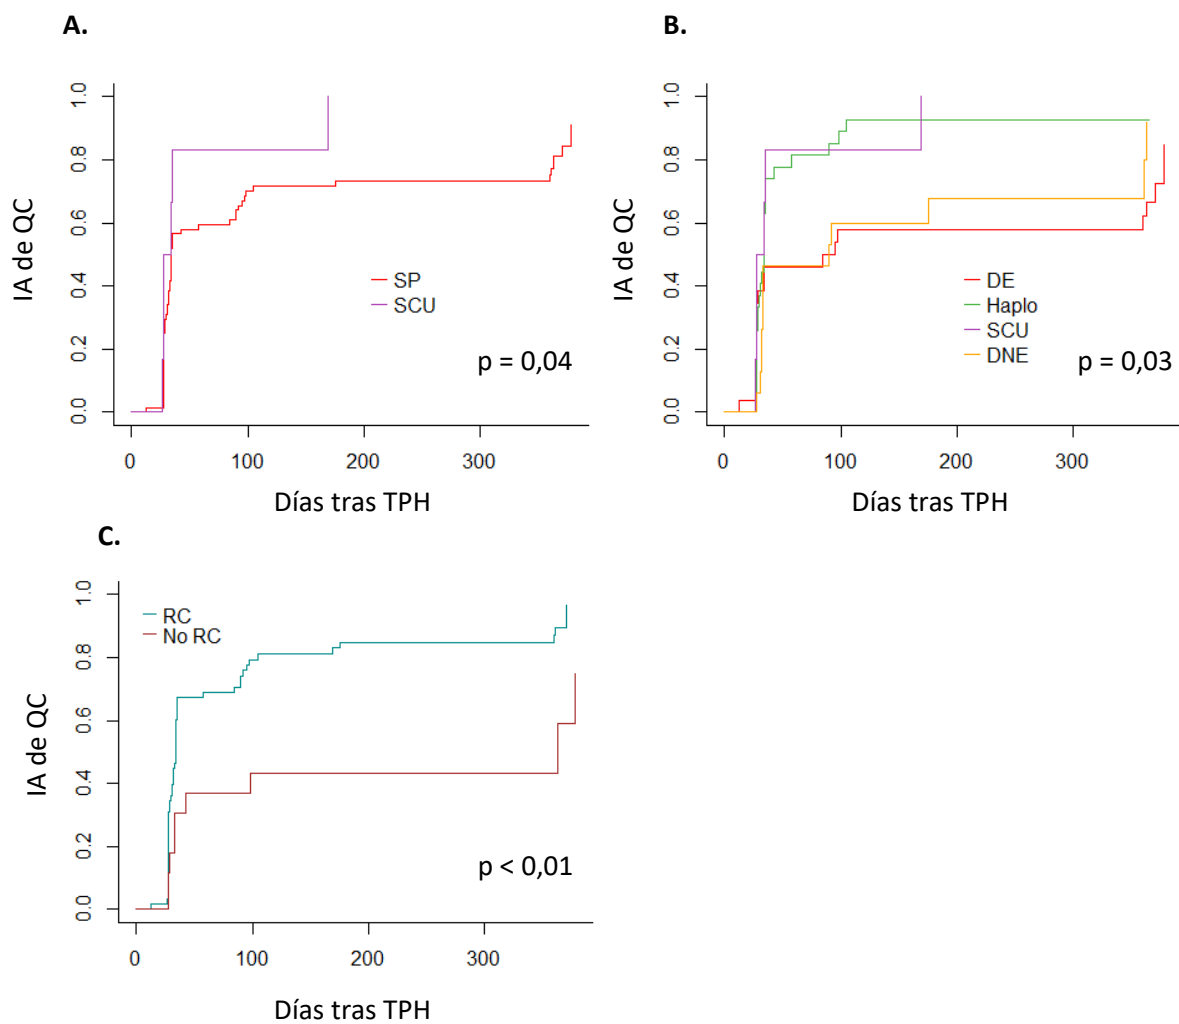 A.
IA de QC
1.0
0.8
0.6
0.4
0.2
0.0
SP
SCU
p = 0,04
0 100 200 300
Días tras TPH
B.
IA de QC
1.0
0.8
0.6
0.4
0.2
0.0
DE
Haplo
SCU
DNE
p = 0,03
0 100 200 300
Días tras TPH
C.
IA de QC
1.0
0.8
0.6
0.4
0.2
0.0
RC
No RC
p < 0,01
0 100 200 300
Días tras TPH